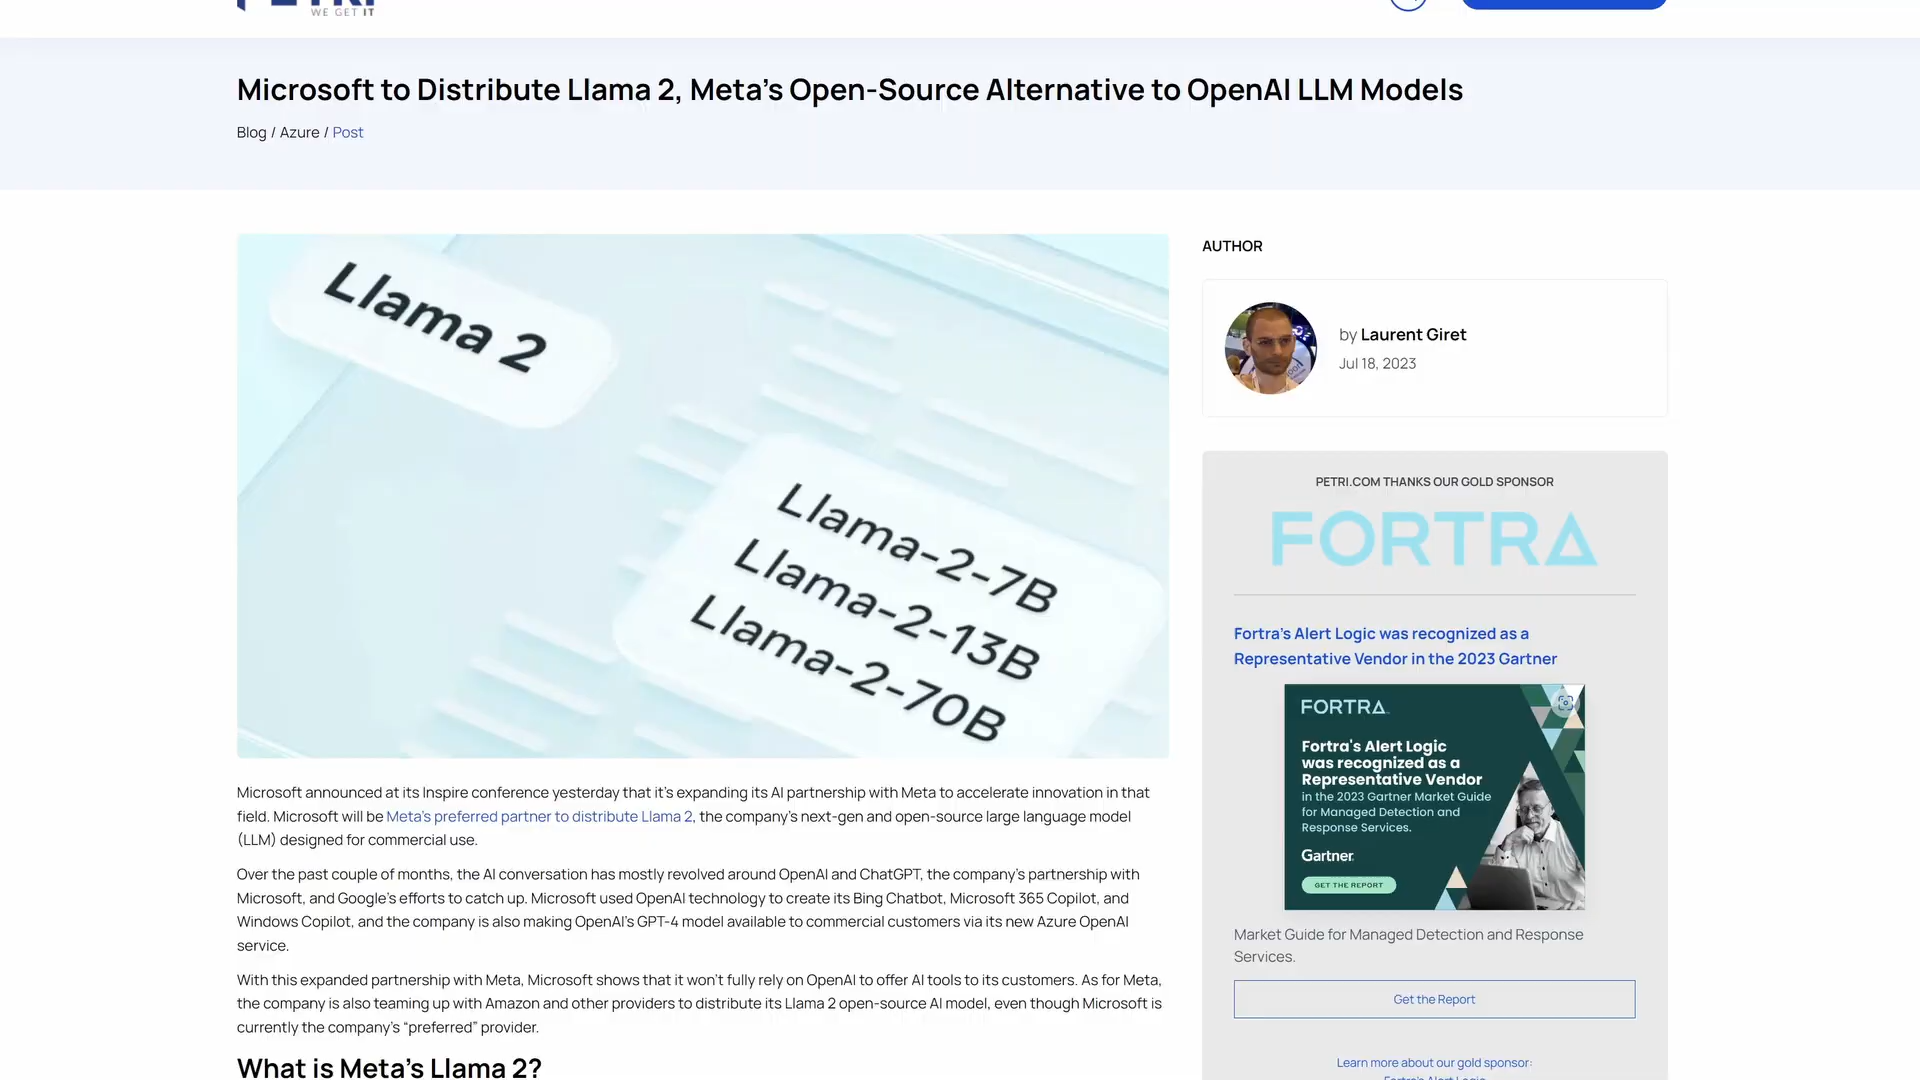 PETRI
WE GET IT
Microsoft to Distribute Llama 2, Meta’s Open-Source Alternative to OpenAI LLM Models
Blog / Azure / Post
Llama 2
Llama-2-7B
Llama-2-13B
Llama-2-70B
Microsoft announced at its Inspire conference yesterday that it’s expanding its AI partnership with Meta to accelerate innovation in that
field. Microsoft will be Meta’s preferred partner to distribute Llama 2, the company’s next-gen and open-source large language model
(LLM) designed for commercial use.
Over the past couple of months, the AI conversation has mostly revolved around OpenAI and ChatGPT, the company’s partnership with
Microsoft, and Google’s efforts to catch up. Microsoft used OpenAI technology to create its Bing Chatbot, Microsoft 365 Copilot, and
Windows Copilot, and the company is also making OpenAI’s GPT-4 model available to commercial customers via its new Azure OpenAI
service.
With this expanded partnership with Meta, Microsoft shows that it won’t fully rely on OpenAI to offer AI tools to its customers. As for Meta,
the company is also teaming up with Amazon and other providers to distribute its Llama 2 open-source AI model, even though Microsoft is
currently the company’s “preferred” provider.
What is Meta’s Llama 2?
AUTHOR
by Laurent Giret
Jul 18, 2023
PETRI.COM THANKS OUR GOLD SPONSOR
FORTRA
Fortra’s Alert Logic was recognized as a
Representative Vendor in the 2023 Gartner
FORTRA
Fortra's Alert Logic
was recognized as a
Representative Vendor
in the 2023 Gartner Market Guide
for Managed Detection and
Response Services.
Gartner
GET THE REPORT
Market Guide for Managed Detection and Response
Services.
Get the Report
Learn more about our gold sponsor:
Fortra's Alert Logic